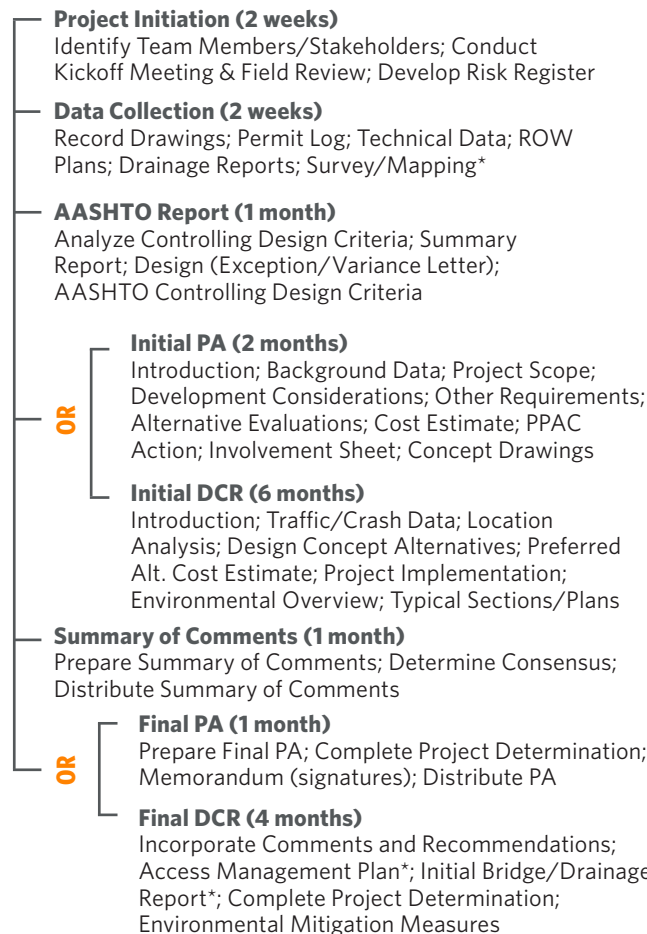 Project Initiation (2 weeks)
Identify Team Members/Stakeholders; Conduct
Kickoff Meeting & Field Review; Develop Risk Register
Data Collection (2 weeks)
Record Drawings; Permit Log; Technical Data; ROW
Plans; Drainage Reports; Survey/Mapping*
AASHTO Report (1 month)
Analyze Controlling Design Criteria; Summary
Report; Design (Exception/Variance Letter);
AASHTO Controlling Design Criteria
OR
Initial PA (2 months)
Introduction; Background Data; Project Scope;
Development Considerations; Other Requirements;
Alternative Evaluations; Cost Estimate; PPAC
Action; Involvement Sheet; Concept Drawings
Initial DCR (6 months)
Introduction; Traffic/Crash Data; Location
Analysis; Design Concept Alternatives; Preferred
Alt. Cost Estimate; Project Implementation;
Environmental Overview; Typical Sections/Plans
Summary of Comments (1 month)
Prepare Summary of Comments; Determine Consensus;
Distribute Summary of Comments
OR
Final PA (1 month)
Prepare Final PA; Complete Project Determination;
Memorandum (signatures); Distribute PA
Final DCR (4 months)
Incorporate Comments and Recommendations;
Access Management Plan*; Initial Bridge/Drainage
Report*; Complete Project Determination;
Environmental Mitigation Measures